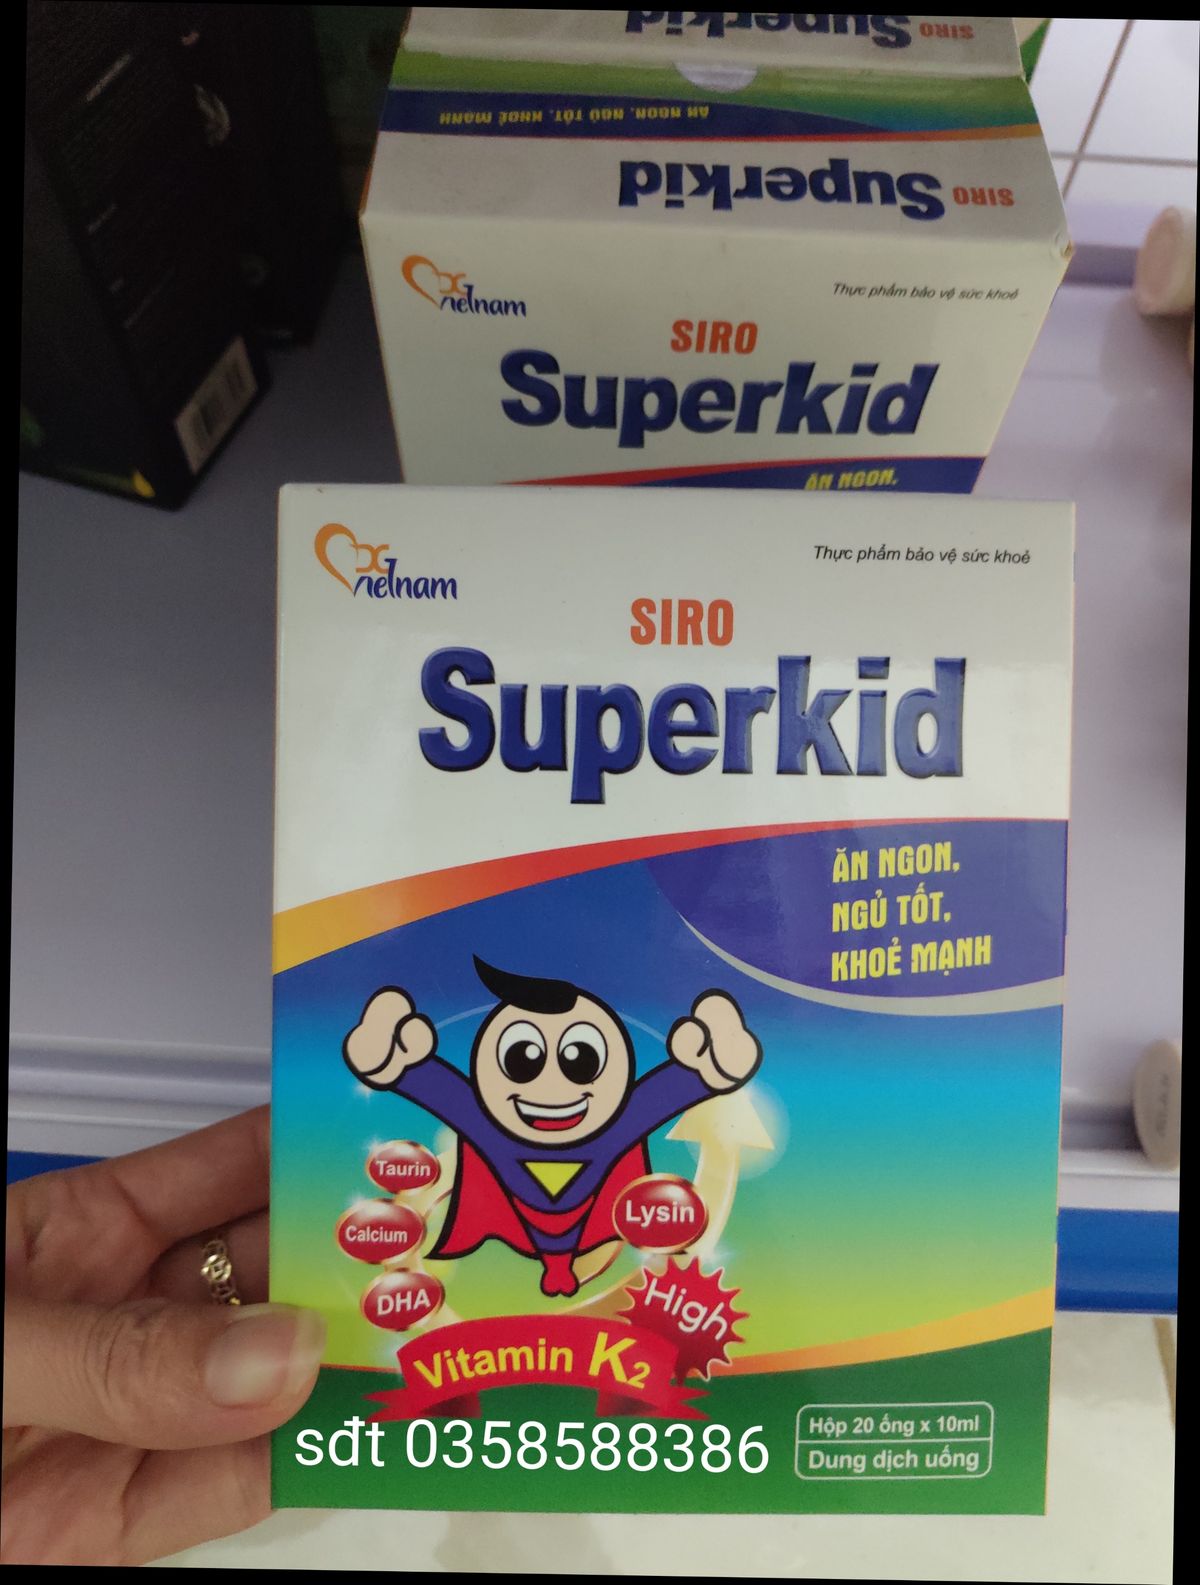 SIRO Superkid
ĂN NGON, NGỦ TỐT, KHOẺ MẠNH
SIRO Superkid
DG Vietnam
Thực phẩm bảo vệ sức khoẻ
SIRO
Superkid
ĂN NGON,
DG Vietnam
Thực phẩm bảo vệ sức khoẻ
SIRO
Superkid
ĂN NGON,
NGỦ TỐT,
KHOẺ MẠNH
Taurin
Calcium
DHA
Lysin
High
Vitamin K2
sđt 0358588386
Hộp 20 ống x 10ml
Dung dịch uống